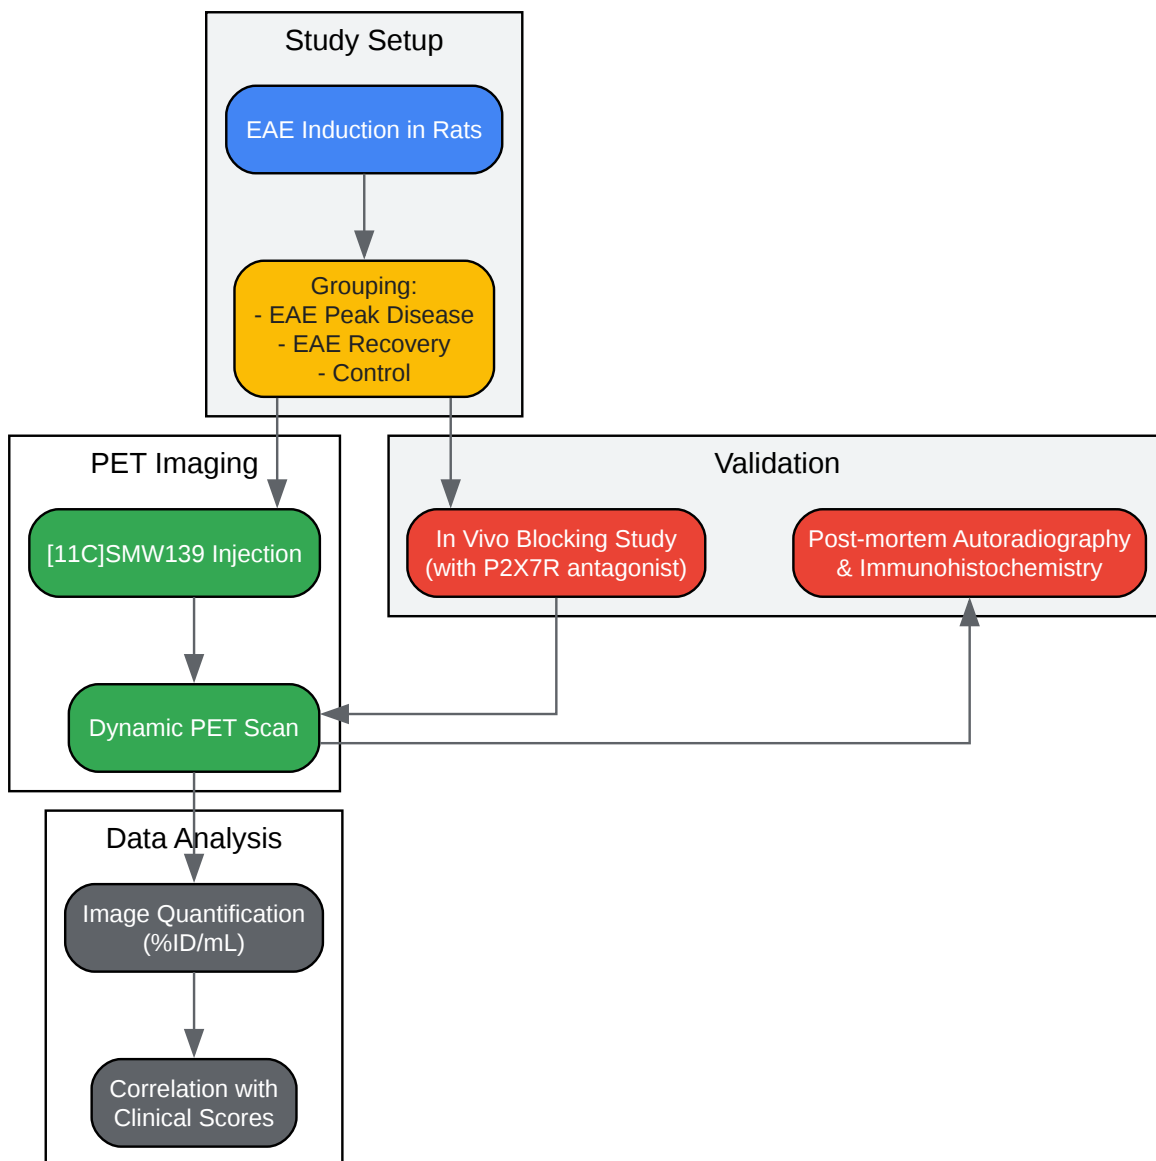 Study Setup
EAE Induction in Rats
Grouping:
- EAE Peak Disease
- EAE Recovery
- Control
PET Imaging
[11C]SMW139 Injection
Dynamic PET Scan
Validation
In Vivo Blocking Study
(with P2X7R antagonist)
Post-mortem Autoradiography
& Immunohistochemistry
Data Analysis
Image Quantification
(%ID/mL)
Correlation with
Clinical Scores